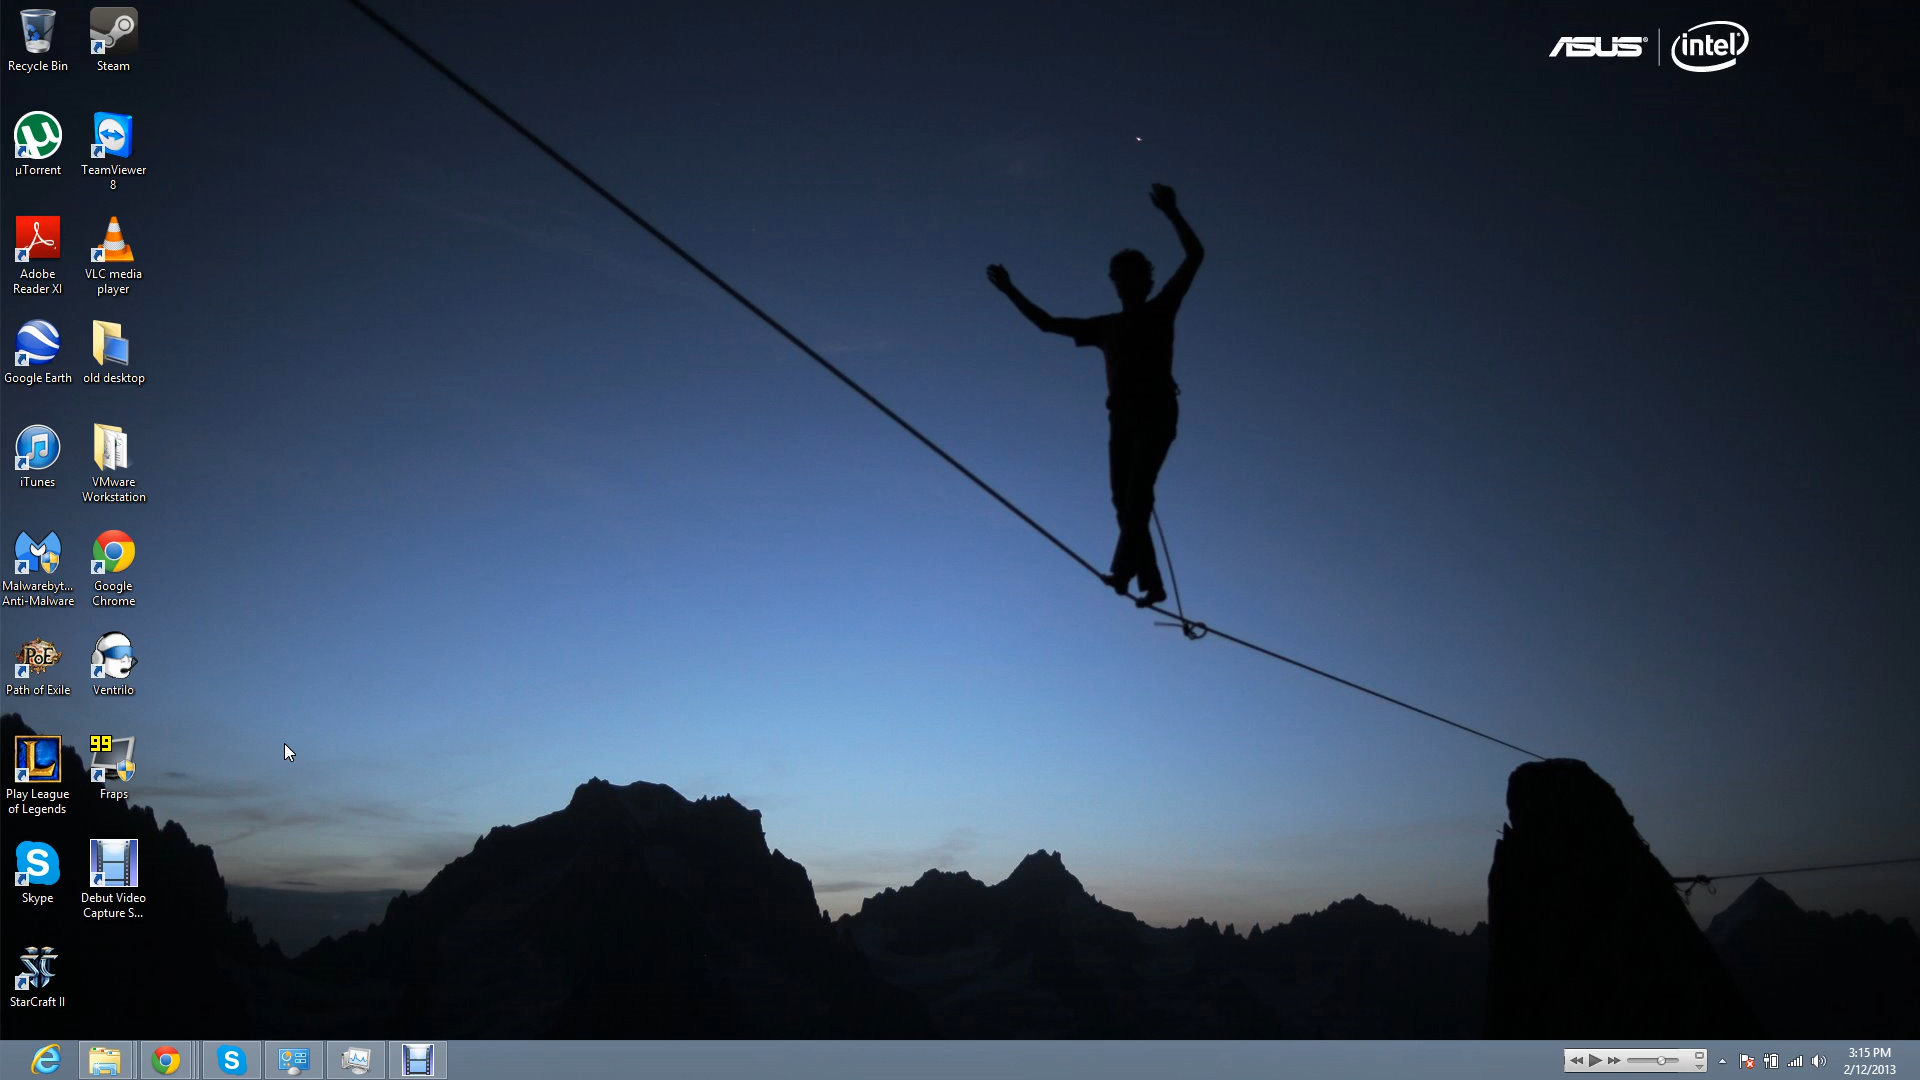 Recycle Bin
Steam
µTorrent
TeamViewer
8
Adobe
Reader XI
VLC media
player
Google Earth
old desktop
iTunes
VMware
Workstation
Malwarebyt...
Anti-Malware
Google
Chrome
PoE
Path of Exile
Ventrilo
L
Play League
of Legends
99
Fraps
S
Skype
Debut Video
Capture S...
StarCraft II
ASUS
intel
S
3:15 PM
2/12/2013